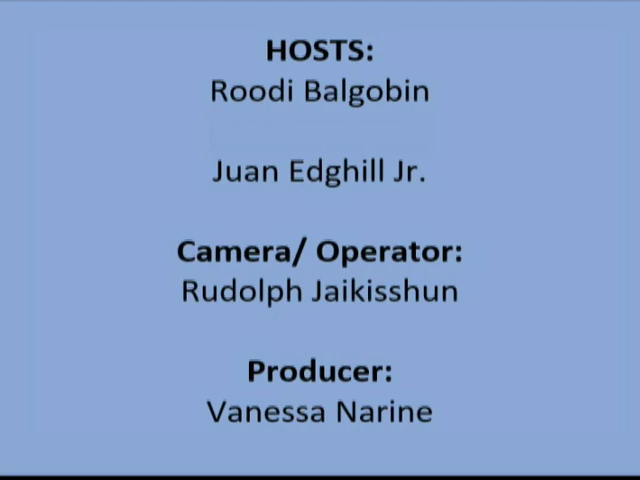 HOSTS:
Roodi Balgobin
Juan Edghill Jr.
Camera/ Operator:
Rudolph Jaikisshun
Producer:
Vanessa Narine